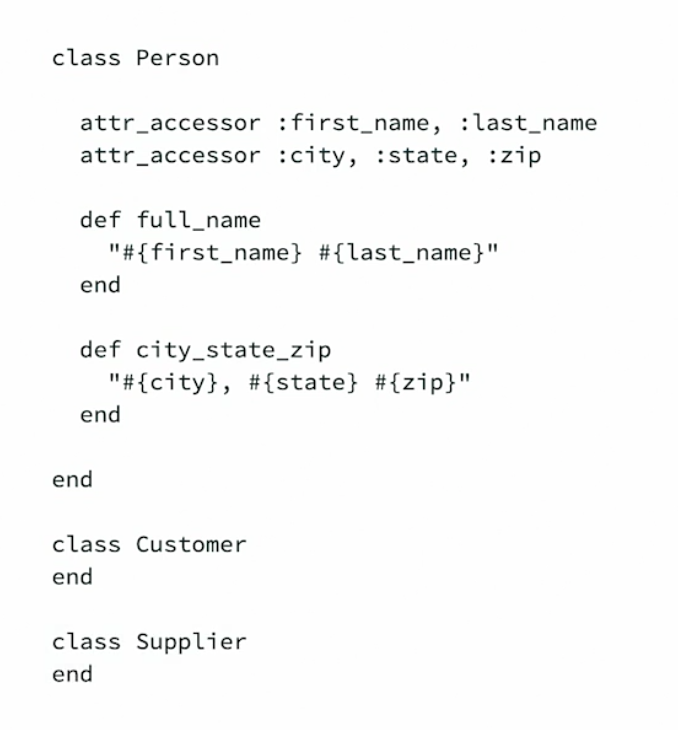 class Person
attr_accessor :first_name, :last_name
attr_accessor :city, :state, :zip
def full_name
"#{first_name} #{last_name}"
end
def city_state_zip
"#{city}, #{state} #{zip}"
end
end
class Customer
end
class Supplier
end